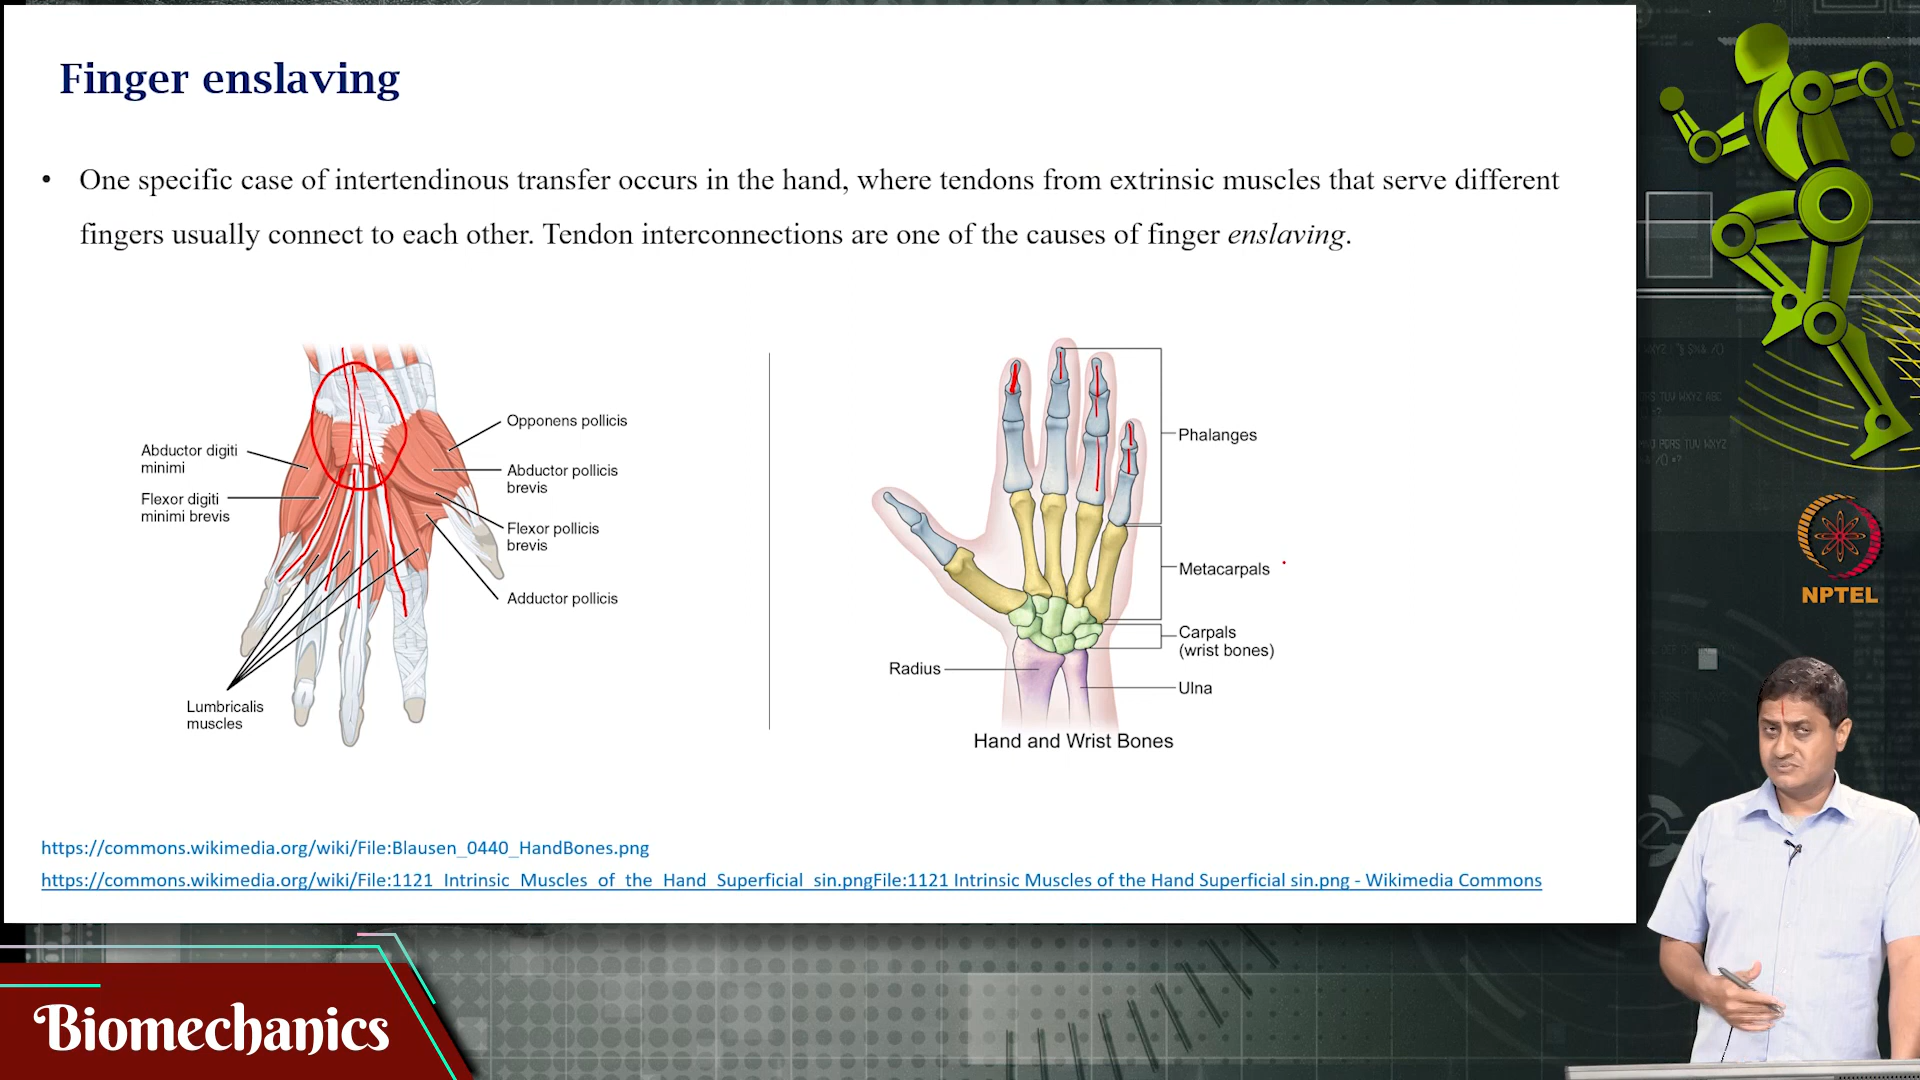 Finger enslaving
• One specific case of intertendinous transfer occurs in the hand, where tendons from extrinsic muscles that serve different
fingers usually connect to each other. Tendon interconnections are one of the causes of finger enslaving.
Opponens pollicis
Abductor digiti
minimi
Abductor pollicis
brevis
Flexor digiti
minimi brevis
Flexor pollicis
brevis
Adductor pollicis
Lumbricalis
muscles
Phalanges
Metacarpals
Carpals
(wrist bones)
Radius
Ulna
Hand and Wrist Bones
https://commons.wikimedia.org/wiki/File:Blausen_0440_HandBones.png
https://commons.wikimedia.org/wiki/File:1121_Intrinsic_Muscles_of_the_Hand_Superficial_sin.pngFile:1121 Intrinsic Muscles of the Hand Superficial sin.png - Wikimedia Commons
NPTEL
Biomechanics